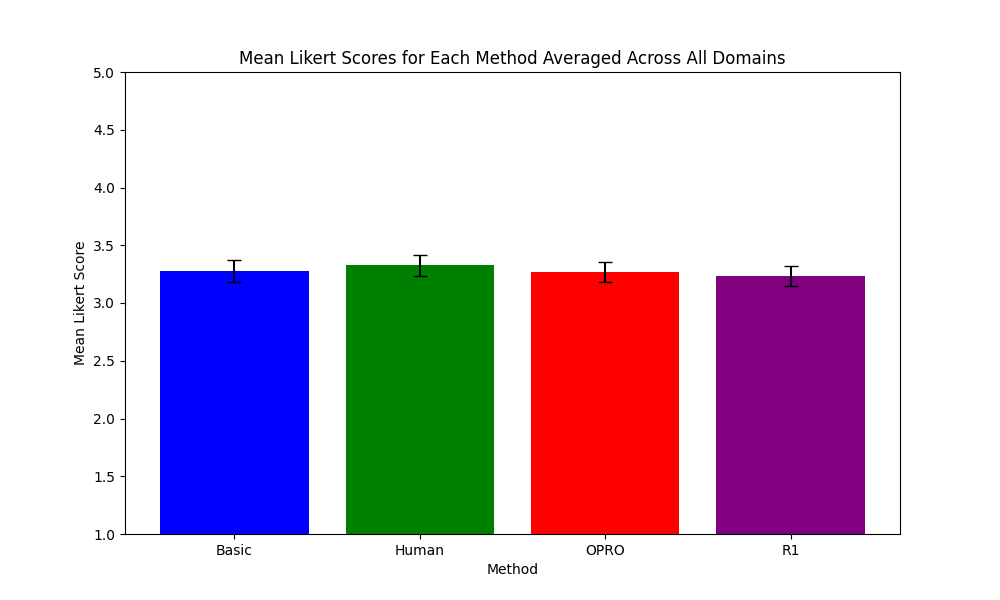 Mean Likert Scores for Each Method Averaged Across All Domains
5.0
4.5
4.0
3.5
3.0
2.5
2.0
1.5
1.0
Mean Likert Score
Basic Human OPRO R1
Method